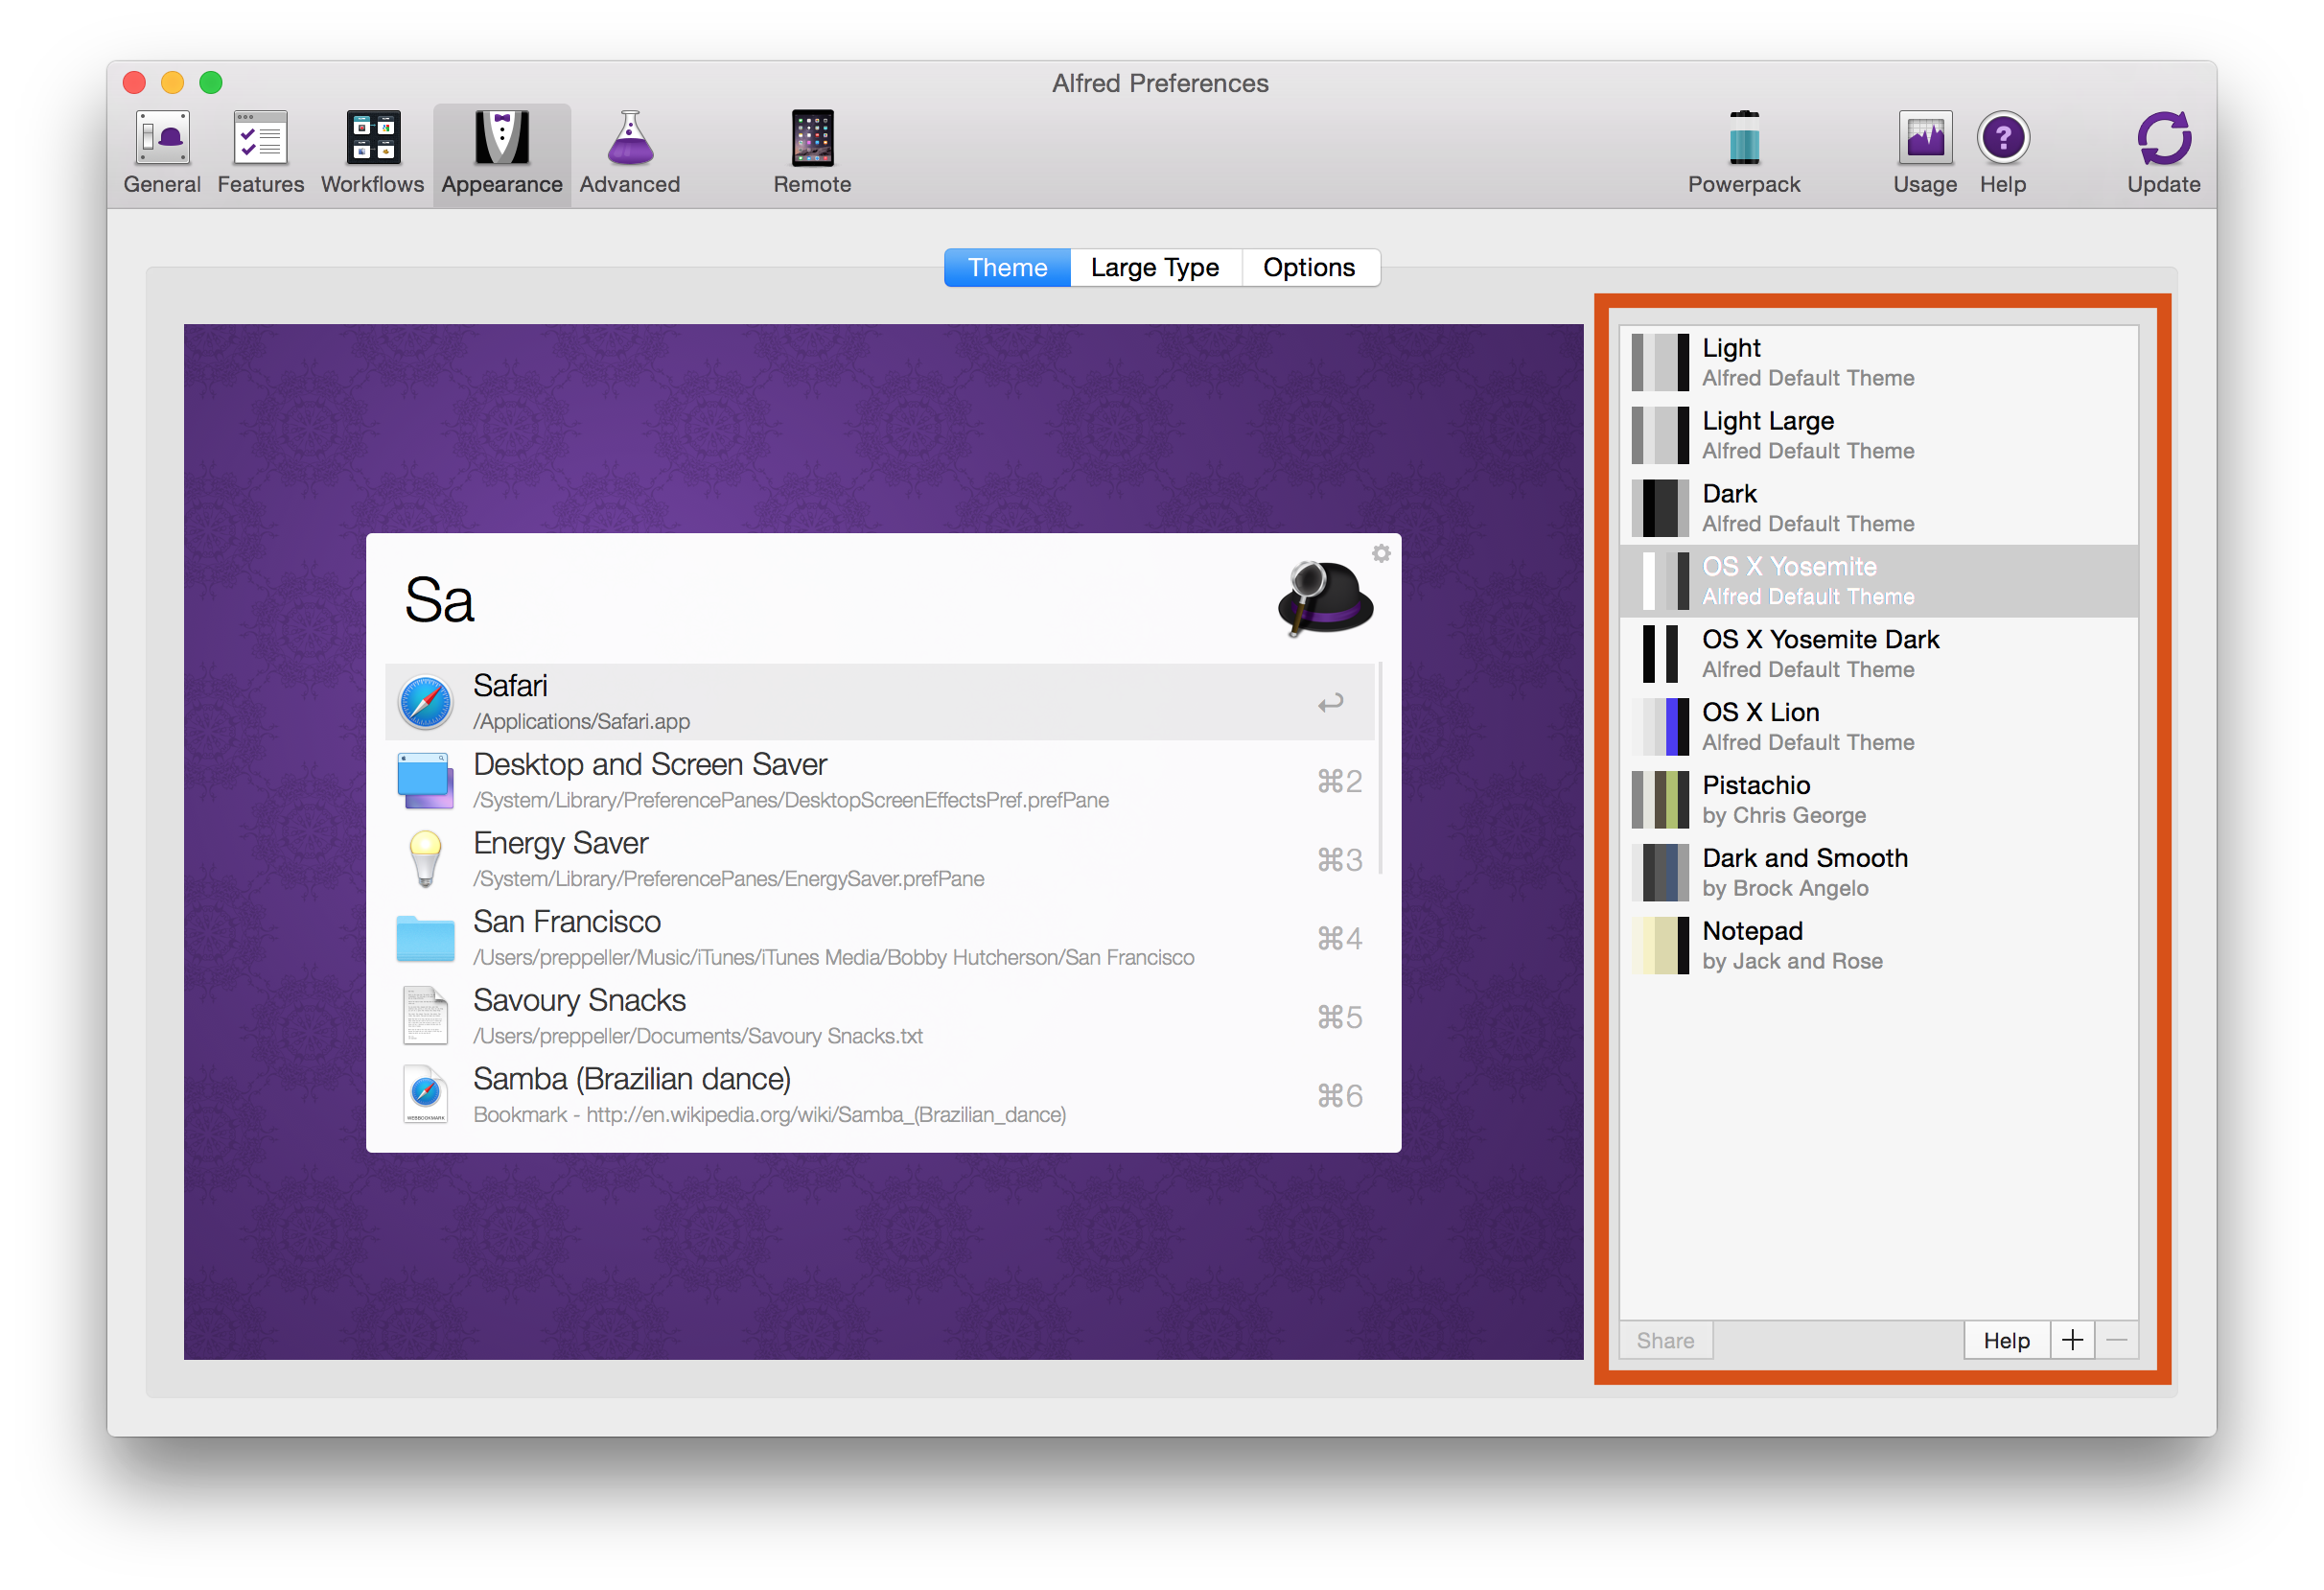 Alfred Preferences
General
Features
Workflows
Appearance
Advanced
Remote
Powerpack
Usage
Help
Update
Theme
Large Type
Options
Sa
Safari
/Applications/Safari.app
Desktop and Screen Saver
/System/Library/PreferencePanes/DesktopScreenEffectsPref.prefPane
⌘2
Energy Saver
/System/Library/PreferencePanes/EnergySaver.prefPane
⌘3
San Francisco
/Users/preppeller/Music/iTunes/iTunes Media/Bobby Hutcherson/San Francisco
⌘4
Savoury Snacks
/Users/preppeller/Documents/Savoury Snacks.txt
⌘5
WEBBOOKMARK
Samba (Brazilian dance)
Bookmark - http://en.wikipedia.org/wiki/Samba_(Brazilian_dance)
⌘6
Light
Alfred Default Theme
Light Large
Alfred Default Theme
Dark
Alfred Default Theme
OS X Yosemite
Alfred Default Theme
OS X Yosemite Dark
Alfred Default Theme
OS X Lion
Alfred Default Theme
Pistachio
by Chris George
Dark and Smooth
by Brock Angelo
Notepad
by Jack and Rose
Share
Help